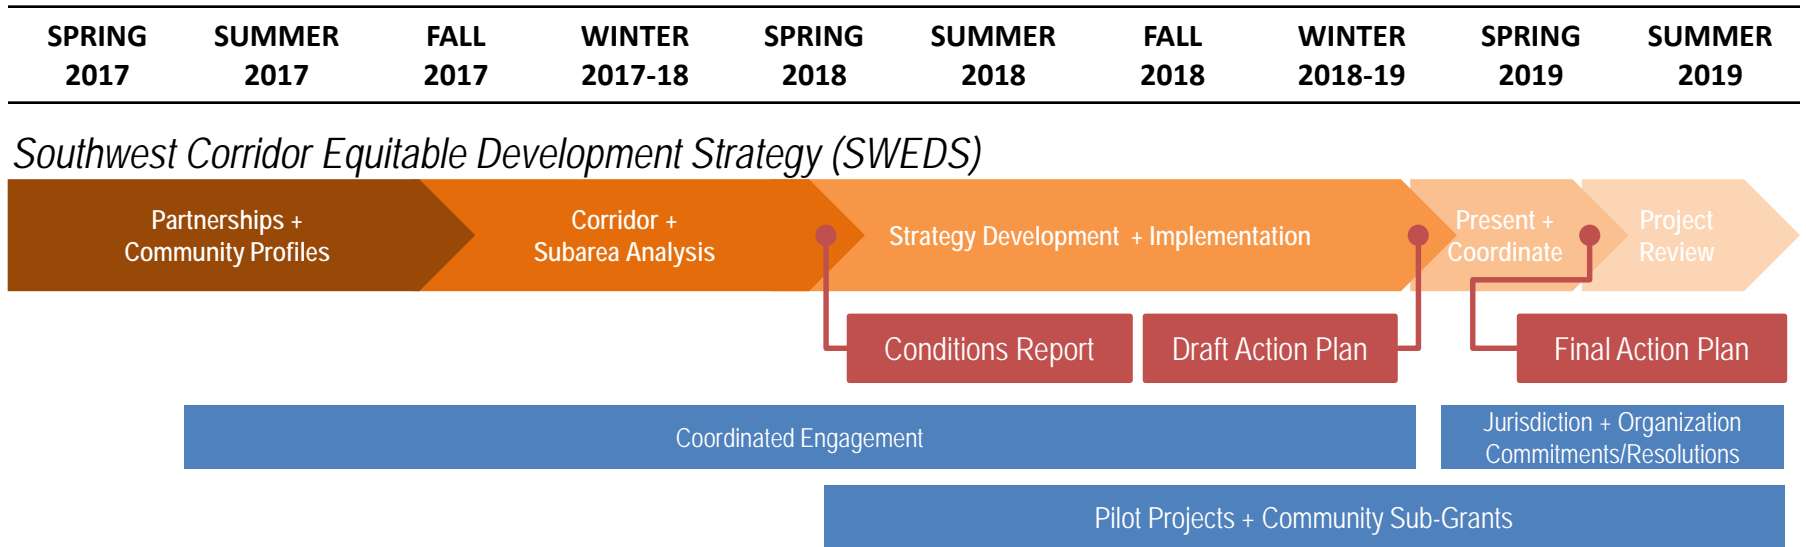 SPRING SUMMER FALL WINTER SPRING SUMMER FALL WINTER SPRING SUMMER
2017 2017 2017 2017-18 2018 2018 2018 2018-19 2019 2019
Southwest Corridor Equitable Development Strategy (SWEDS)
Partnerships +
Community Profiles
Corridor +
Subarea Analysis
Strategy Development + Implementation
Present +
Coordinate
Project
Review
Conditions Report
Draft Action Plan
Final Action Plan
Coordinated Engagement
Jurisdiction + Organization
Commitments/Resolutions
Pilot Projects + Community Sub-Grants